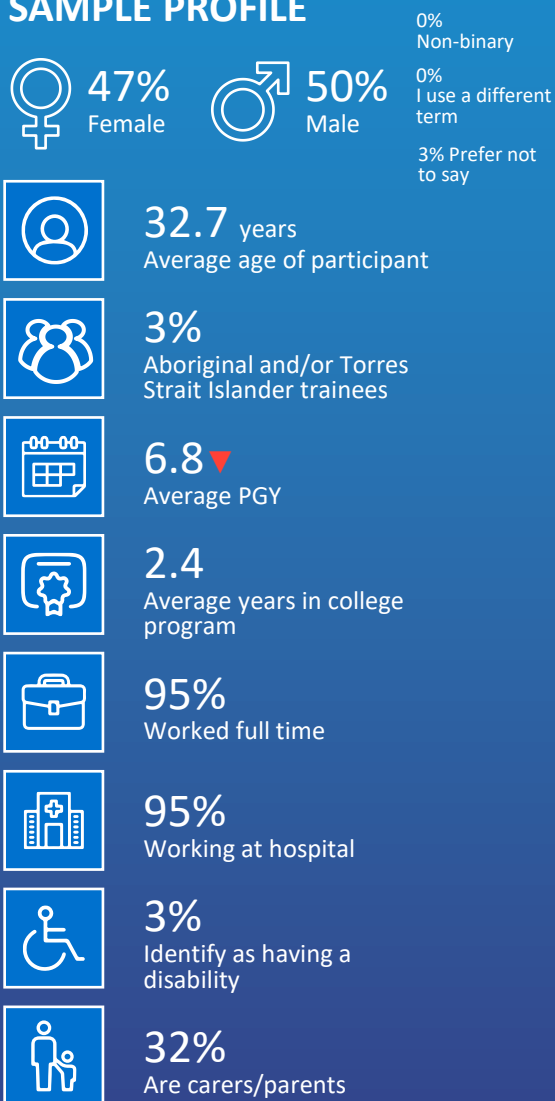 SAMPLE PROFILE
47%
Female
50%
Male
0%
Non-binary
0%
I use a different
term
3% Prefer not
to say
32.7 years
Average age of participant
3%
Aboriginal and/or Torres
Strait Islander trainees
6.8▼
Average PGY
2.4
Average years in college
program
95%
Worked full time
95%
Working at hospital
3%
Identify as having a
disability
32%
Are carers/parents